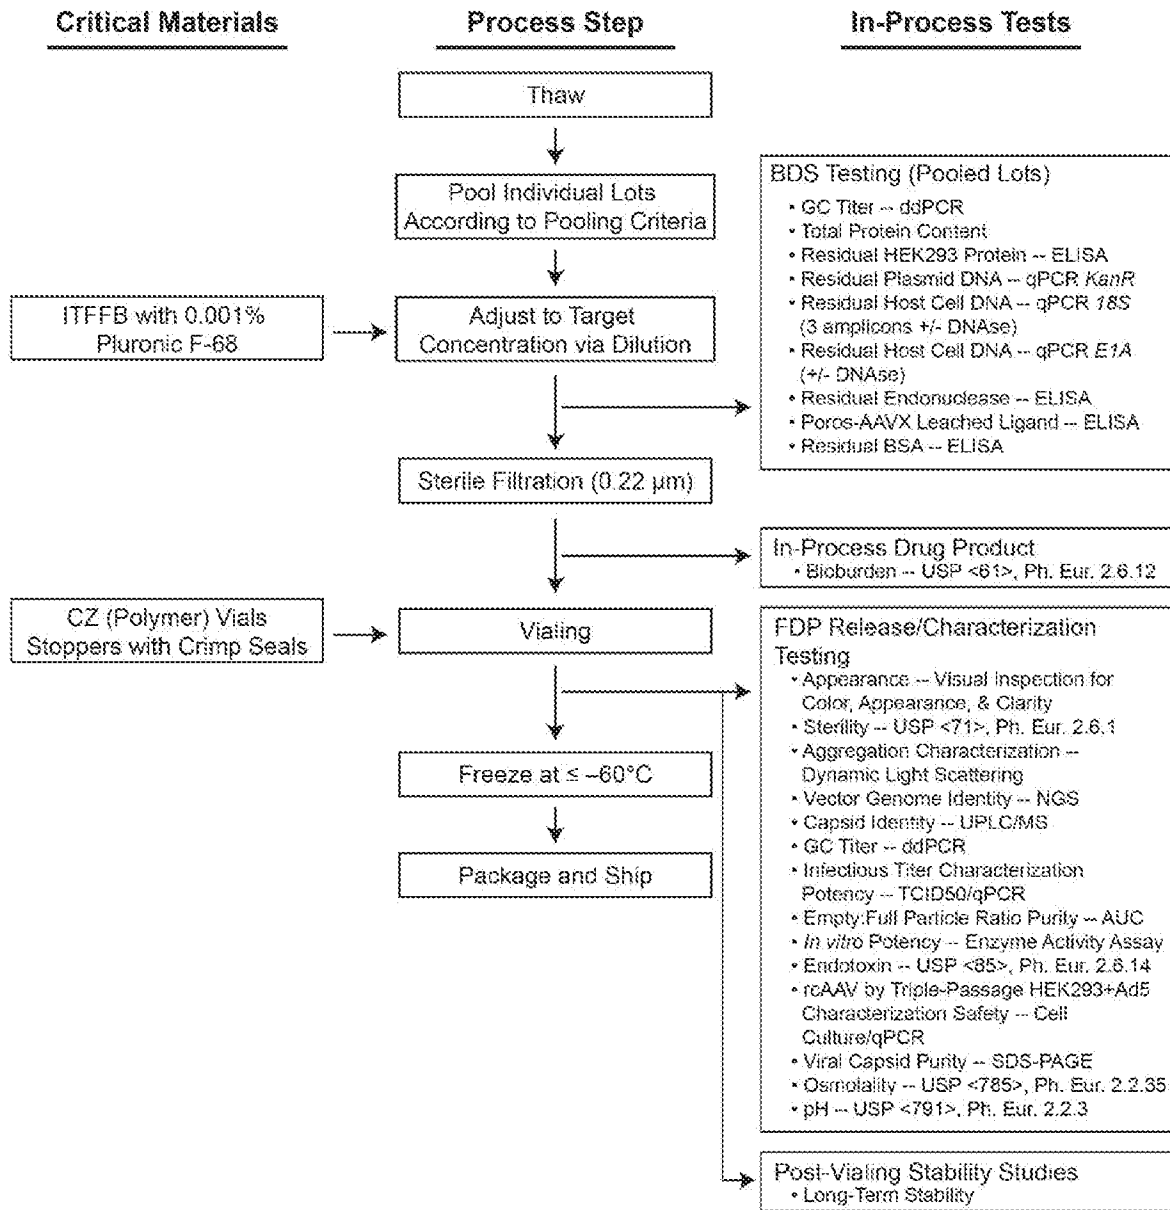 Critical Materials
Process Step
In-Process Tests
Thaw
Pool Individual Lots
According to Pooling Criteria
ITFFB with 0.001%
Pluronic F-68
Adjust to Target
Concentration via Dilution
BDS Testing (Pooled Lots)
• GC Titer -- ddPCR
• Total Protein Content
• Residual HEK293 Protein -- ELISA
• Residual Plasmid DNA -- qPCR KanR
• Residual Host Cell DNA -- qPCR 18S
(3 amplicons +/- DNAse)
• Residual Host Cell DNA -- qPCR E1A
(+/- DNAse)
• Residual Endonuclease -- ELISA
• Poros-AAVX Leached Ligand -- ELISA
• Residual BSA -- ELISA
Sterile Filtration (0.22 µm)
In-Process Drug Product
• Bioburden -- USP <61>, Ph. Eur. 2.6.12
CZ (Polymer) Vials
Stoppers with Crimp Seals
Vialing
FDP Release/Characterization
Testing
• Appearance -- Visual Inspection for
Color, Appearance, & Clarity
• Sterility -- USP <71>, Ph. Eur. 2.6.1
• Aggregation Characterization --
Dynamic Light Scattering
• Vector Genome Identity -- NGS
• Capsid Identity -- UPLC/MS
• GC Titer -- ddPCR
• Infectious Titer Characterization
Potency -- TCID50/qPCR
• Empty:Full Particle Ratio Purity -- AUC
• In vitro Potency -- Enzyme Activity Assay
• Endotoxin -- USP <85>, Ph. Eur. 2.6.14
• rcAAV by Triple-Passage HEK293+Ad5
Characterization Safety -- Cell
Culture/qPCR
• Viral Capsid Purity -- SDS-PAGE
• Osmolality -- USP <785>, Ph. Eur. 2.2.35
• pH -- USP <791>, Ph. Eur. 2.2.3
Freeze at ≤ –60°C
Package and Ship
Post-Vialing Stability Studies
• Long-Term Stability